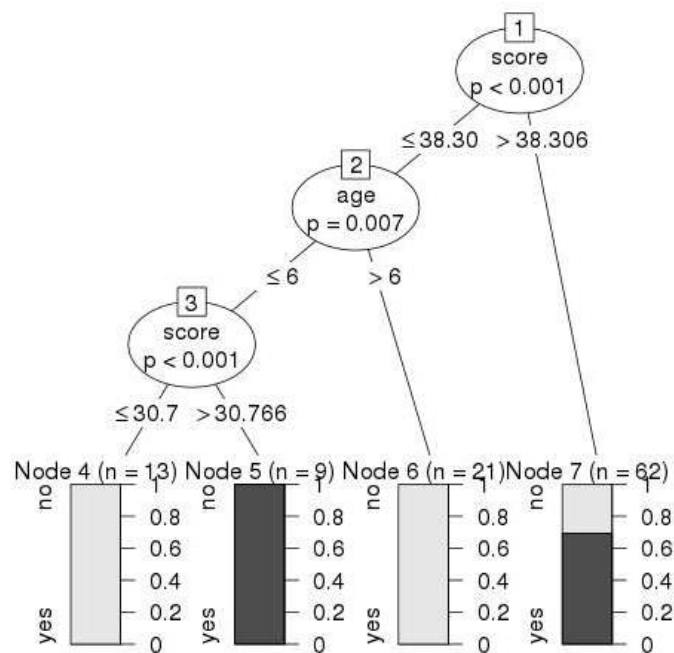 1
score
p < 0.001
≤38.30 >38.306
2
age
p = 0.007
≤ 6 > 6
3
score
p < 0.001
≤30.7 >30.766
Node 4 (n = 13) Node 5 (n = 9) Node 6 (n = 21) Node 7 (n = 62)
no 1 no 1 no 1 no 1
0.8 0.8 0.8 0.8
0.6 0.6 0.6 0.6
0.4 0.4 0.4 0.4
0.2 0.2 0.2 0.2
yes 0 yes 0 yes 0 yes 0